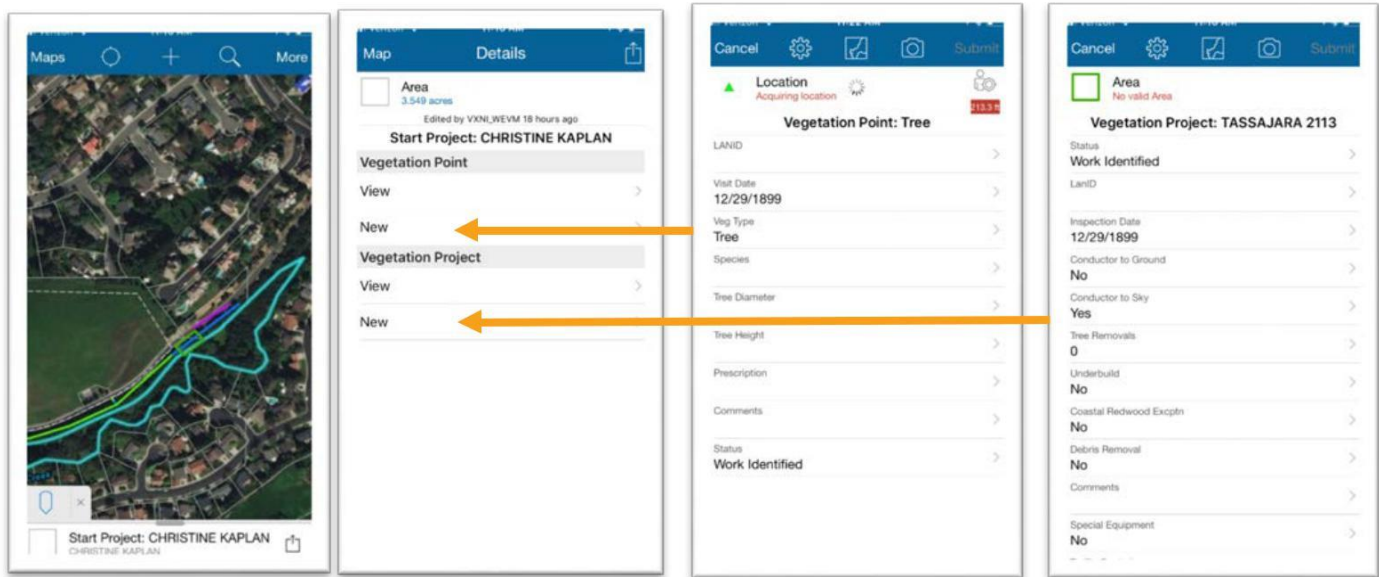 Maps
More
Start Project: CHRISTINE KAPLAN
CHRISTINE KAPLAN
Map Details
Area
3.549 acres
Edited by VXNI_WEVM 18 hours ago
Start Project: CHRISTINE KAPLAN
Vegetation Point
View
New
Vegetation Project
View
New
Cancel Submit
Location
Acquiring location
213.3 ft
Vegetation Point: Tree
LANID
Visit Date
12/29/1899
Veg Type
Tree
Species
Tree Diameter
Tree Height
Prescription
Comments
Status
Work Identified
Cancel Submit
Area
No valid Area
Vegetation Project: TASSAJARA 2113
Status
Work Identified
LanID
Inspection Date
12/29/1899
Conductor to Ground
No
Conductor to Sky
Yes
Tree Removals
0
Underbuild
No
Coastal Redwood Excptn
No
Debris Removal
No
Comments
Special Equipment
No